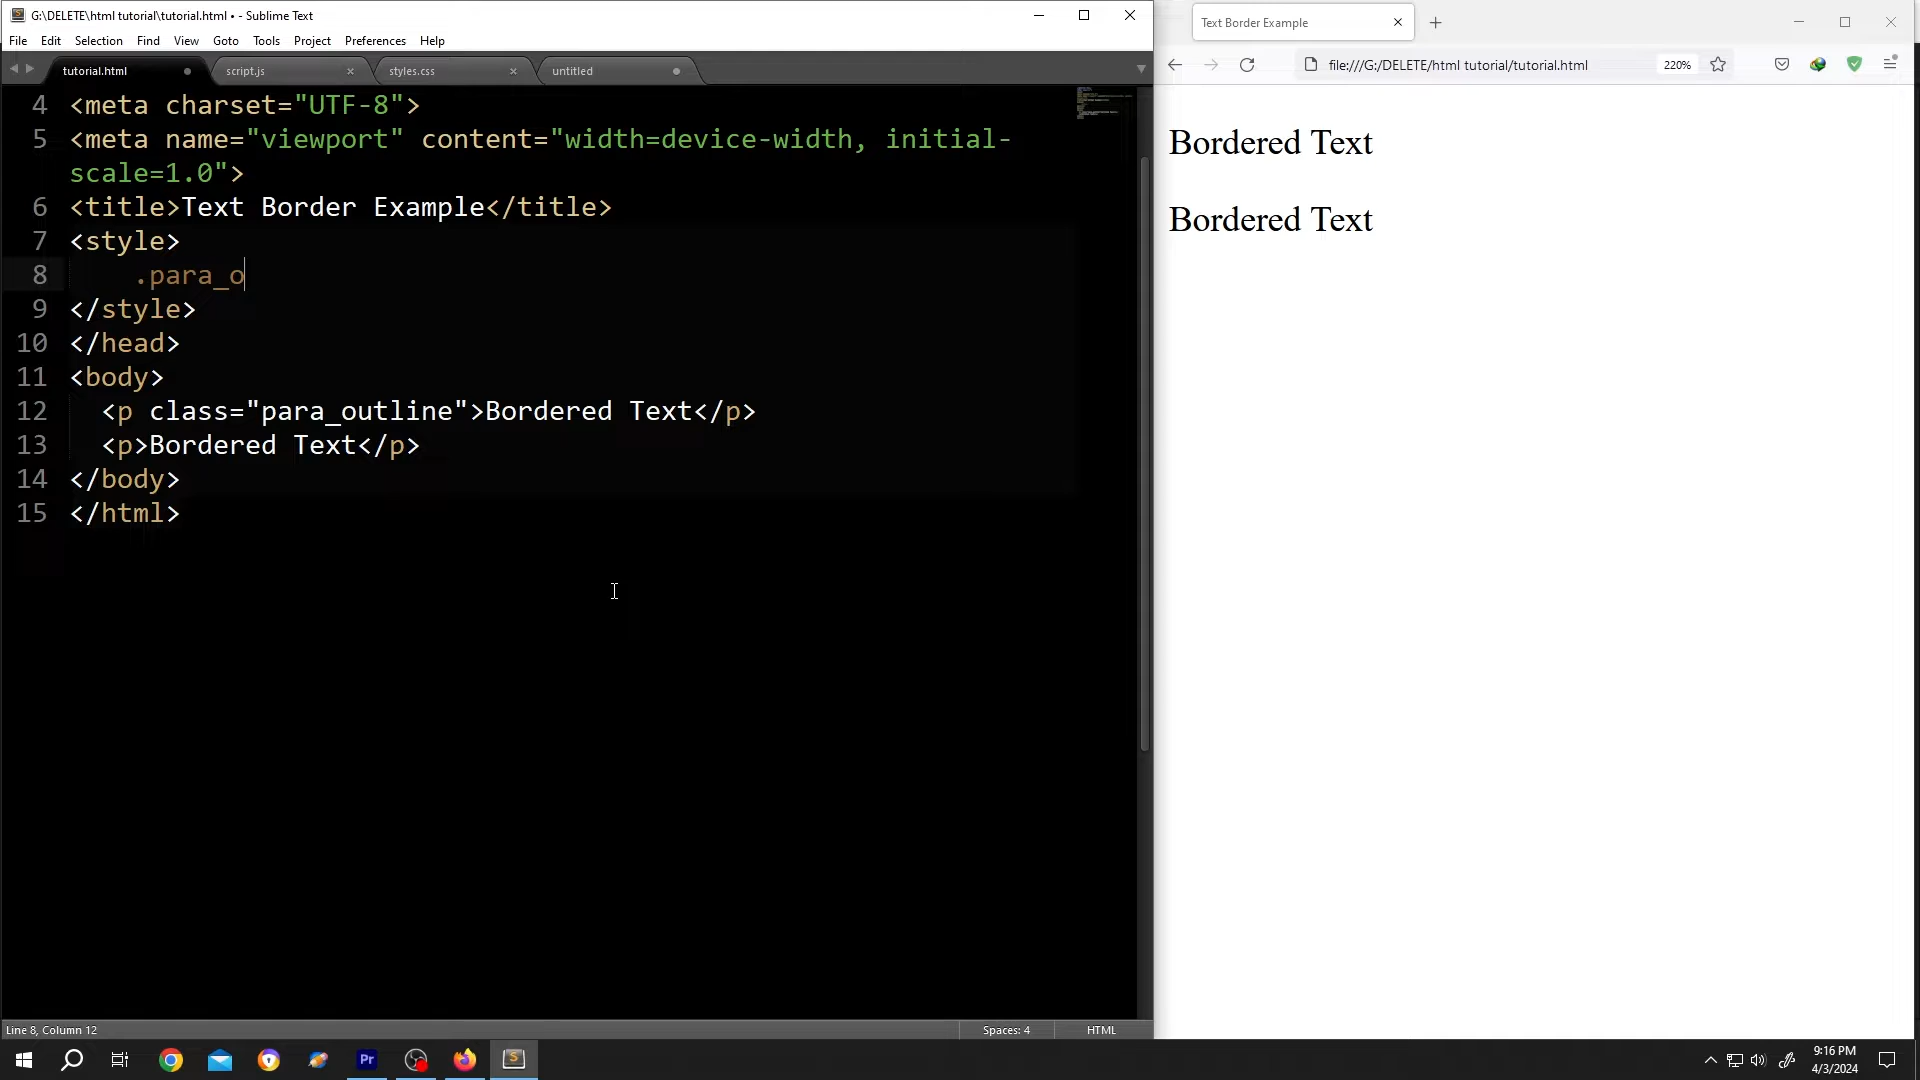 G:\DELETE\html tutorial\tutorial.html • - Sublime Text
File Edit Selection Find View Goto Tools Project Preferences Help
tutorial.html script.js styles.css untitled
4 <meta charset="UTF-8">
5 <meta name="viewport" content="width=device-width, initial-
scale=1.0">
6 <title>Text Border Example</title>
7 <style>
8 .para_o
9 </style>
10 </head>
11 <body>
12 <p class="para_outline">Bordered Text</p>
13 <p>Bordered Text</p>
14 </body>
15 </html>
Line 8, Column 12 Spaces: 4 HTML
Text Border Example
file:///G:/DELETE/html tutorial/tutorial.html 220%
Bordered Text
Bordered Text
Pr
9:16 PM
4/3/2024